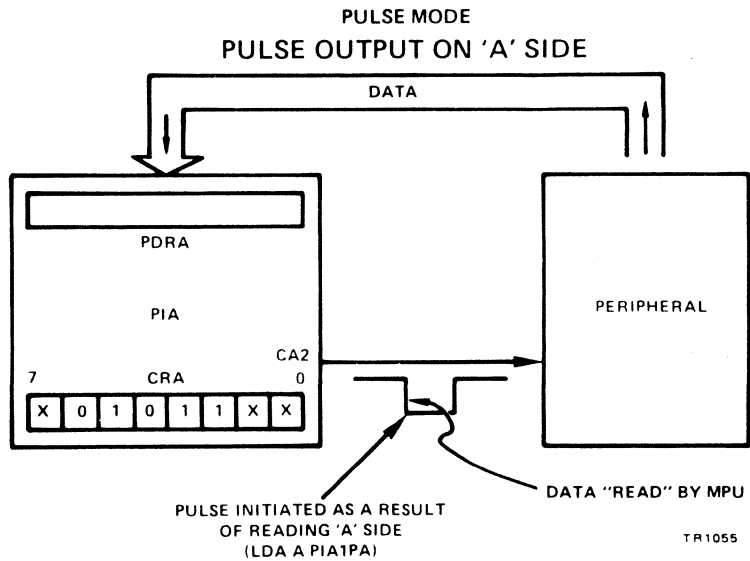 PULSE MODE
PULSE OUTPUT ON 'A' SIDE
DATA
PDRA
PIA
PERIPHERAL
CA2
7 CRA 0
X 0 1 0 1 1 X X
DATA "READ" BY MPU
PULSE INITIATED AS A RESULT
OF READING 'A' SIDE
(LDA A PIA1PA)
TR1055